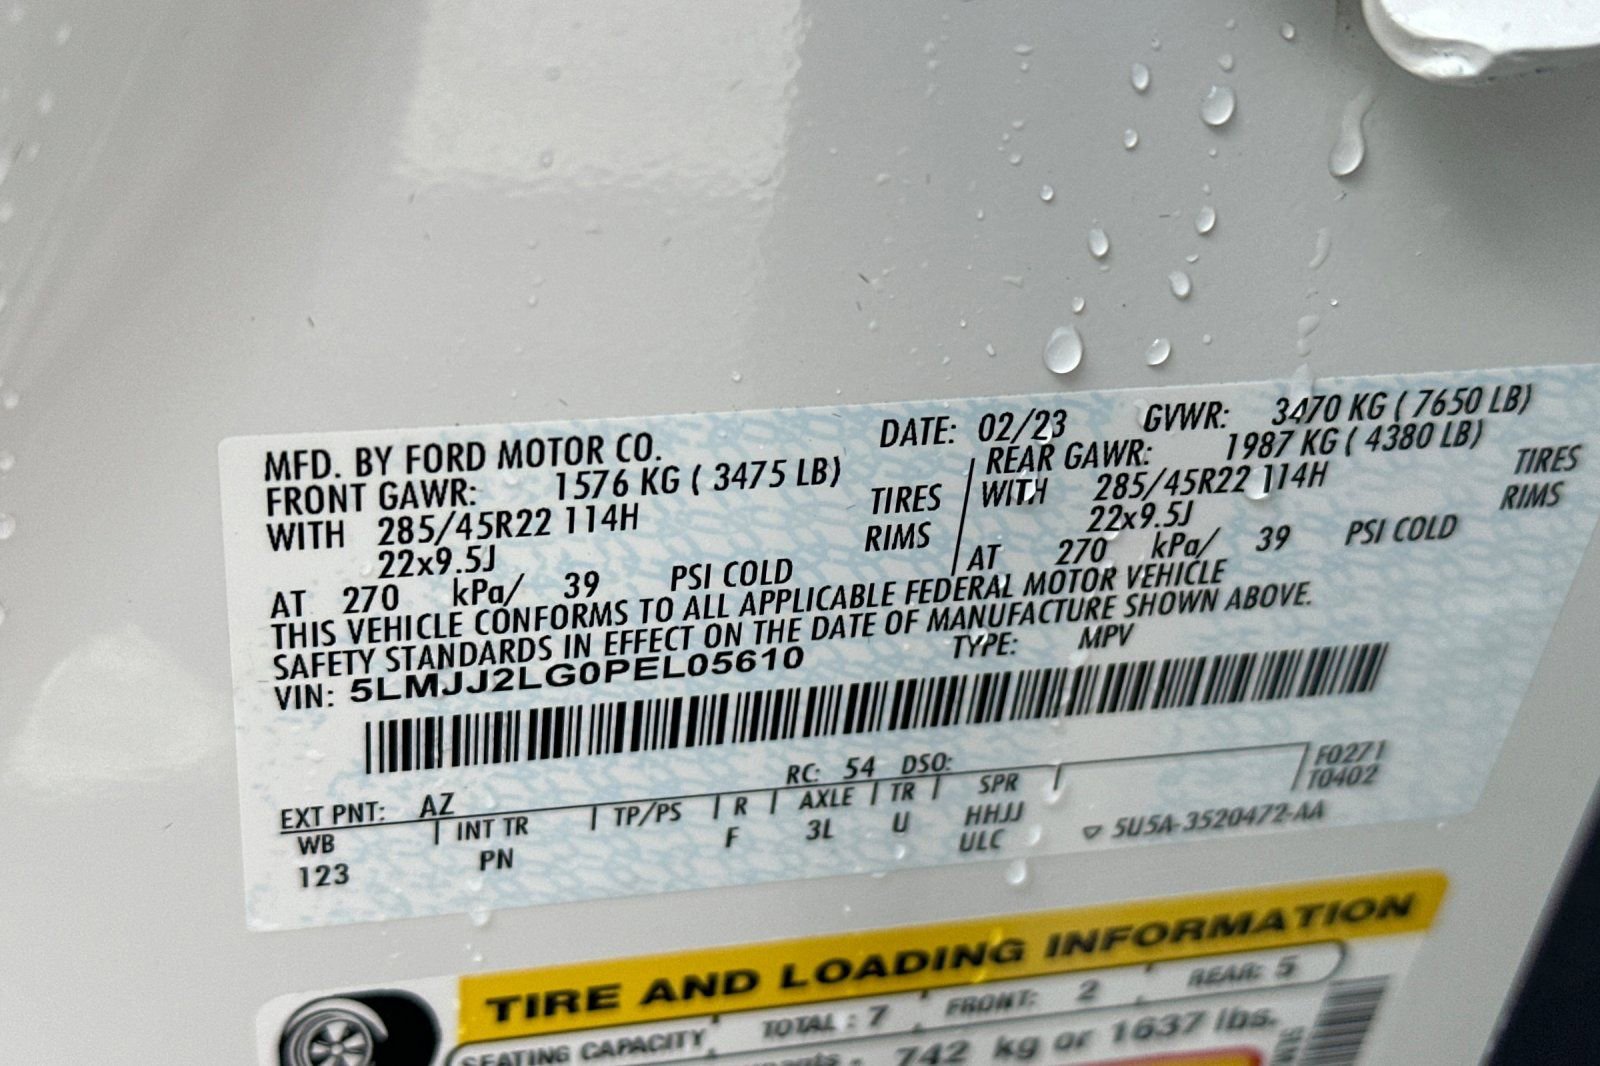 MFD. BY FORD MOTOR CO. DATE: 02/23 GVWR: 3470 KG ( 7650 LB)
FRONT GAWR: 1576 KG ( 3475 LB) REAR GAWR: 1987 KG ( 4380 LB)
WITH 285/45R22 114H TIRES WITH 285/45R22 114H TIRES
22x9.5J RIMS 22x9.5J RIMS
AT 270 kPa/ 39 PSI COLD AT 270 kPa/ 39 PSI COLD
THIS VEHICLE CONFORMS TO ALL APPLICABLE FEDERAL MOTOR VEHICLE
SAFETY STANDARDS IN EFFECT ON THE DATE OF MANUFACTURE SHOWN ABOVE.
VIN: 5LMJJ2LG0PEL05610 TYPE: MPV
EXT PNT: AZ RC: 54 DSO: F0271
WB INT TR TP/PS R AXLE TR SPR T0402
123 PN F 3L U HHJJ ▽ 5U5A-3520472-AA
ULC
TIRE AND LOADING INFORMATION
SEATING CAPACITY TOTAL : 7 FRONT: 2 REAR: 5
742 kg or 1637 lbs.